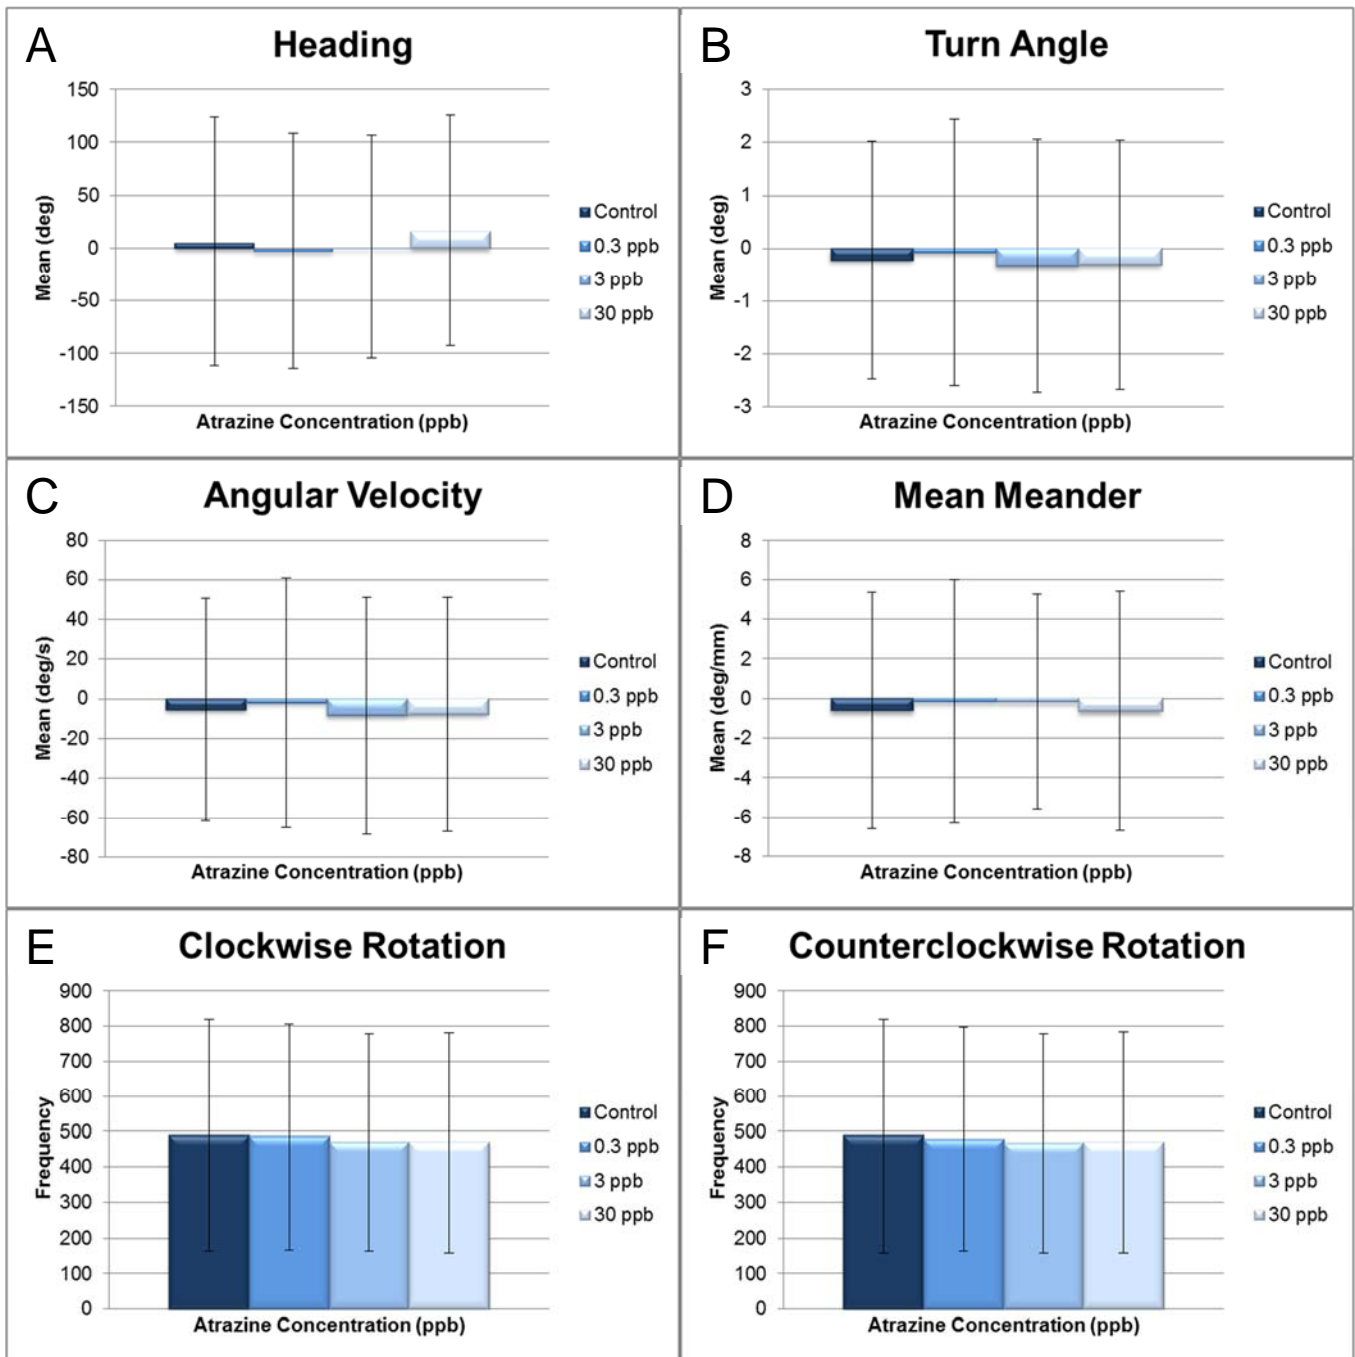 A
Heading
150
100
50
0
-50
-100
-150
Mean (deg)
Atrazine Concentration (ppb)
Control
0.3 ppb
3 ppb
30 ppb
B
Turn Angle
3
2
1
0
-1
-2
-3
Mean (deg)
Atrazine Concentration (ppb)
Control
0.3 ppb
3 ppb
30 ppb
C
Angular Velocity
80
60
40
20
0
-20
-40
-60
-80
Mean (deg/s)
Atrazine Concentration (ppb)
Control
0.3 ppb
3 ppb
30 ppb
D
Mean Meander
8
6
4
2
0
-2
-4
-6
-8
Mean (deg/mm)
Atrazine Concentration (ppb)
Control
0.3 ppb
3 ppb
30 ppb
E
Clockwise Rotation
900
800
700
600
500
400
300
200
100
0
Frequency
Atrazine Concentration (ppb)
Control
0.3 ppb
3 ppb
30 ppb
F
Counterclockwise Rotation
900
800
700
600
500
400
300
200
100
0
Frequency
Atrazine Concentration (ppb)
Control
0.3 ppb
3 ppb
30 ppb